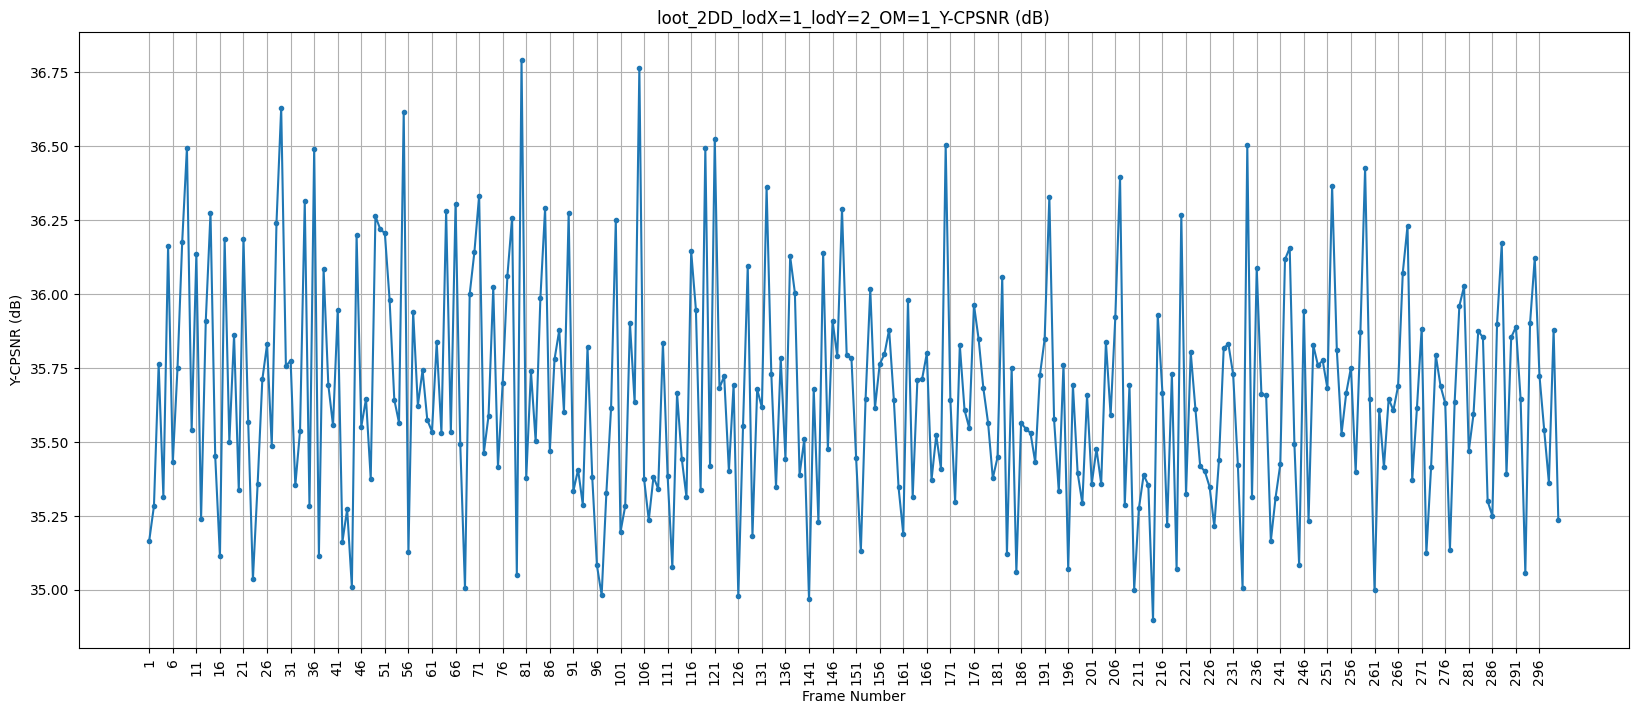 loot_2DD_lodX=1_lodY=2_OM=1_Y-CPSNR (dB)
Y-CPSNR (dB)
36.75
36.50
36.25
36.00
35.75
35.50
35.25
35.00
1 6 11 16 21 26 31 36 41 46 51 56 61 66 71 76 81 86 91 96 101 106 111 116 121 126 131 136 141 146 151 156 161 166 171 176 181 186 191 196 201 206 211 216 221 226 231 236 241 246 251 256 261 266 271 276 281 286 291 296
Frame Number